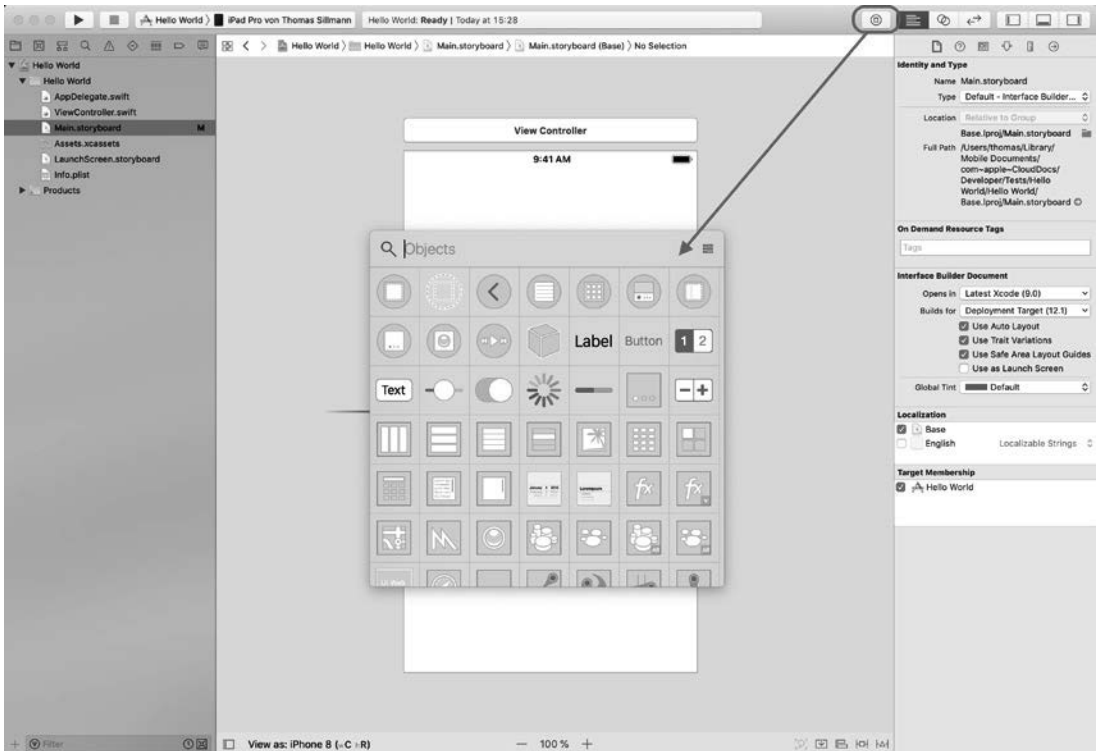 Hello World 〉 iPad Pro von Thomas Sillmann
Hello World: Ready | Today at 15:28
Hello World 〉 Hello World 〉 Main.storyboard 〉 Main.storyboard (Base) 〉 No Selection
Hello World
Hello World
AppDelegate.swift
ViewController.swift
Main.storyboard M
Assets.xcassets
LaunchScreen.storyboard
Info.plist
Products
Filter
View Controller
9:41 AM
Objects
Label Button 1 2
Text
fx fx
View as: iPhone 8 (wC hR)
— 100 % +
Identity and Type
Name Main.storyboard
Type Default - Interface Builder...
Location Relative to Group
Base.lproj/Main.storyboard
Full Path /Users/thomas/Library/
Mobile Documents/
com~apple~CloudDocs/
Developer/Tests/Hello
World/Hello World/
Base.lproj/Main.storyboard
On Demand Resource Tags
Tags
Interface Builder Document
Opens in Latest Xcode (9.0)
Builds for Deployment Target (12.1)
Use Auto Layout
Use Trait Variations
Use Safe Area Layout Guides
Use as Launch Screen
Global Tint Default
Localization
Base
English Localizable Strings
Target Membership
Hello World